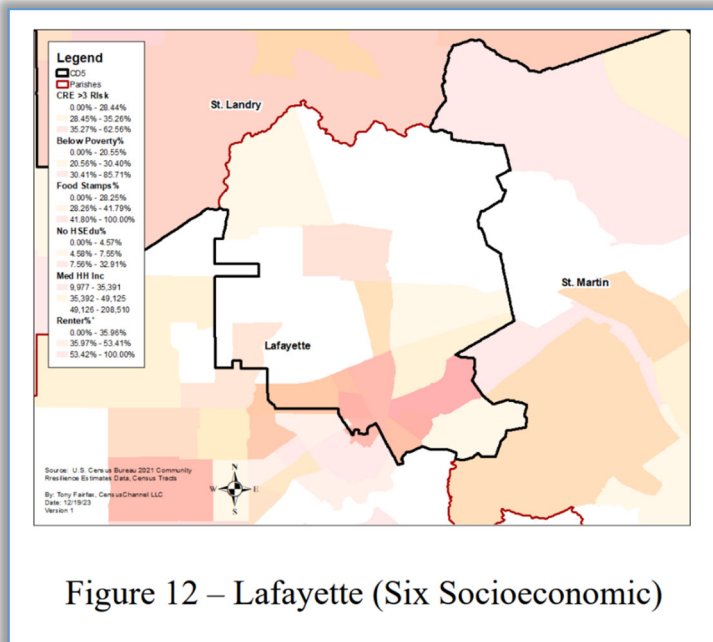 Legend
CD5
Parishes
CRE >3 Risk
0.00% - 28.44%
28.45% - 35.26%
35.27% - 62.56%
Below Poverty%
0.00% - 20.55%
20.56% - 30.40%
30.41% - 85.71%
Food Stamps%
0.00% - 28.25%
28.26% - 41.79%
41.80% - 100.00%
No HSEdu%
0.00% - 4.57%
4.58% - 7.55%
7.56% - 32.91%
Med HH Inc
9,977 - 35,391
35,392 - 49,125
49,126 - 208,510
Renter%'
0.00% - 35.96%
35.97% - 53.41%
53.42% - 100.00%
St. Landry
St. Martin
Lafayette
Source: U.S. Census Bureau 2021 Community
Rresilience Estimates Data, Census Tracts
By: Tony Fairfax, CensusChannel LLC
Date: 12/19/23
Version 1
N
W E
S
Figure 12 – Lafayette (Six Socioeconomic)